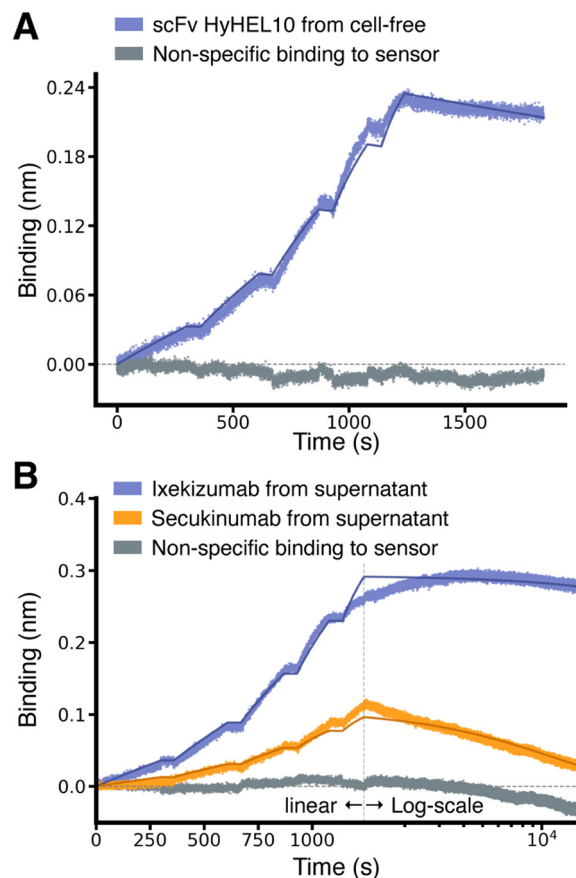 A
scFv HyHEL10 from cell-free
Non-specific binding to sensor
0.24
0.18
0.12
0.06
0.00
Binding (nm)
0 500 1000 1500
Time (s)
B
Ixekizumab from supernatant
Secukinumab from supernatant
Non-specific binding to sensor
0.4
0.3
0.2
0.1
0.0
Binding (nm)
linear ←→ Log-scale
0 250 500 750 1000 10⁴
Time (s)